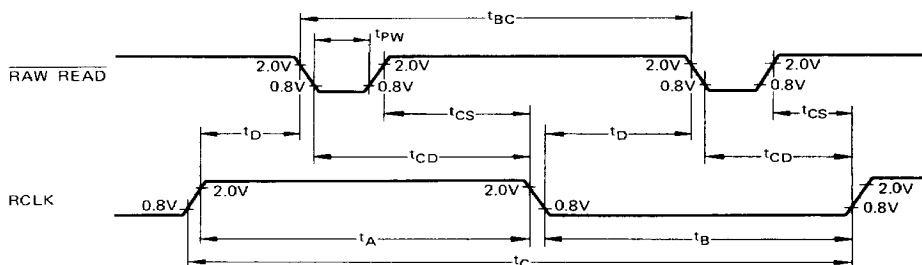 tBC
tPW
RAW READ
2.0V
0.8V
2.0V
0.8V
2.0V
0.8V
2.0V
0.8V
tCS
tCS
tD
tD
tCD
tCD
RCLK
0.8V
2.0V
2.0V
0.8V
2.0V
0.8V
tA
tB
tC